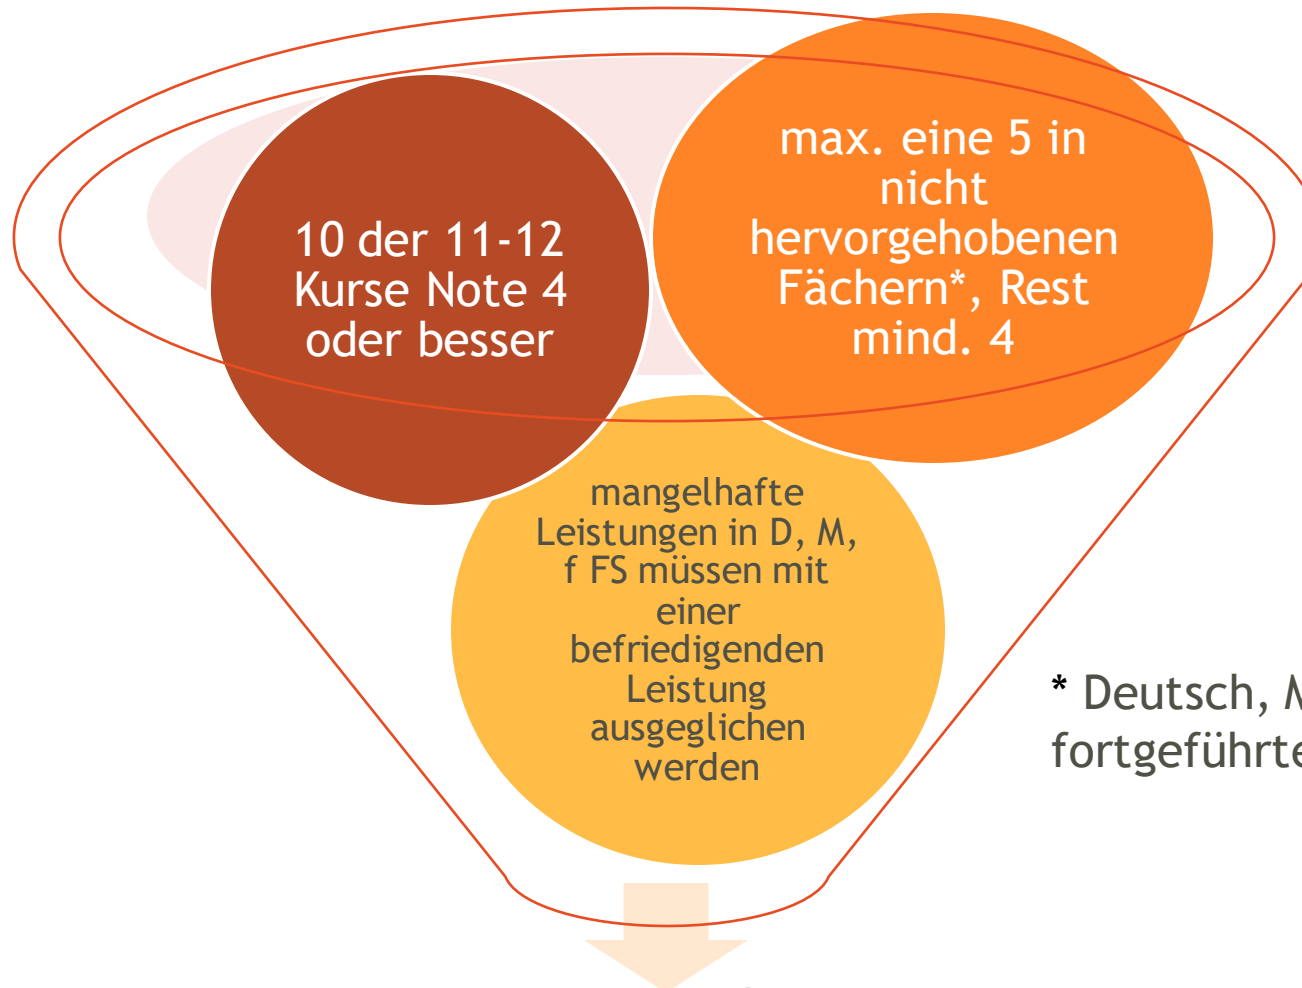 10 der 11-12
Kurse Note 4
oder besser
max. eine 5 in
nicht
hervorgehobenen
Fächern*, Rest
mind. 4
mangelhafte
Leistungen in D, M,
f FS müssen mit
einer
befriedigenden
Leistung
ausgeglichen
werden
* Deutsch,